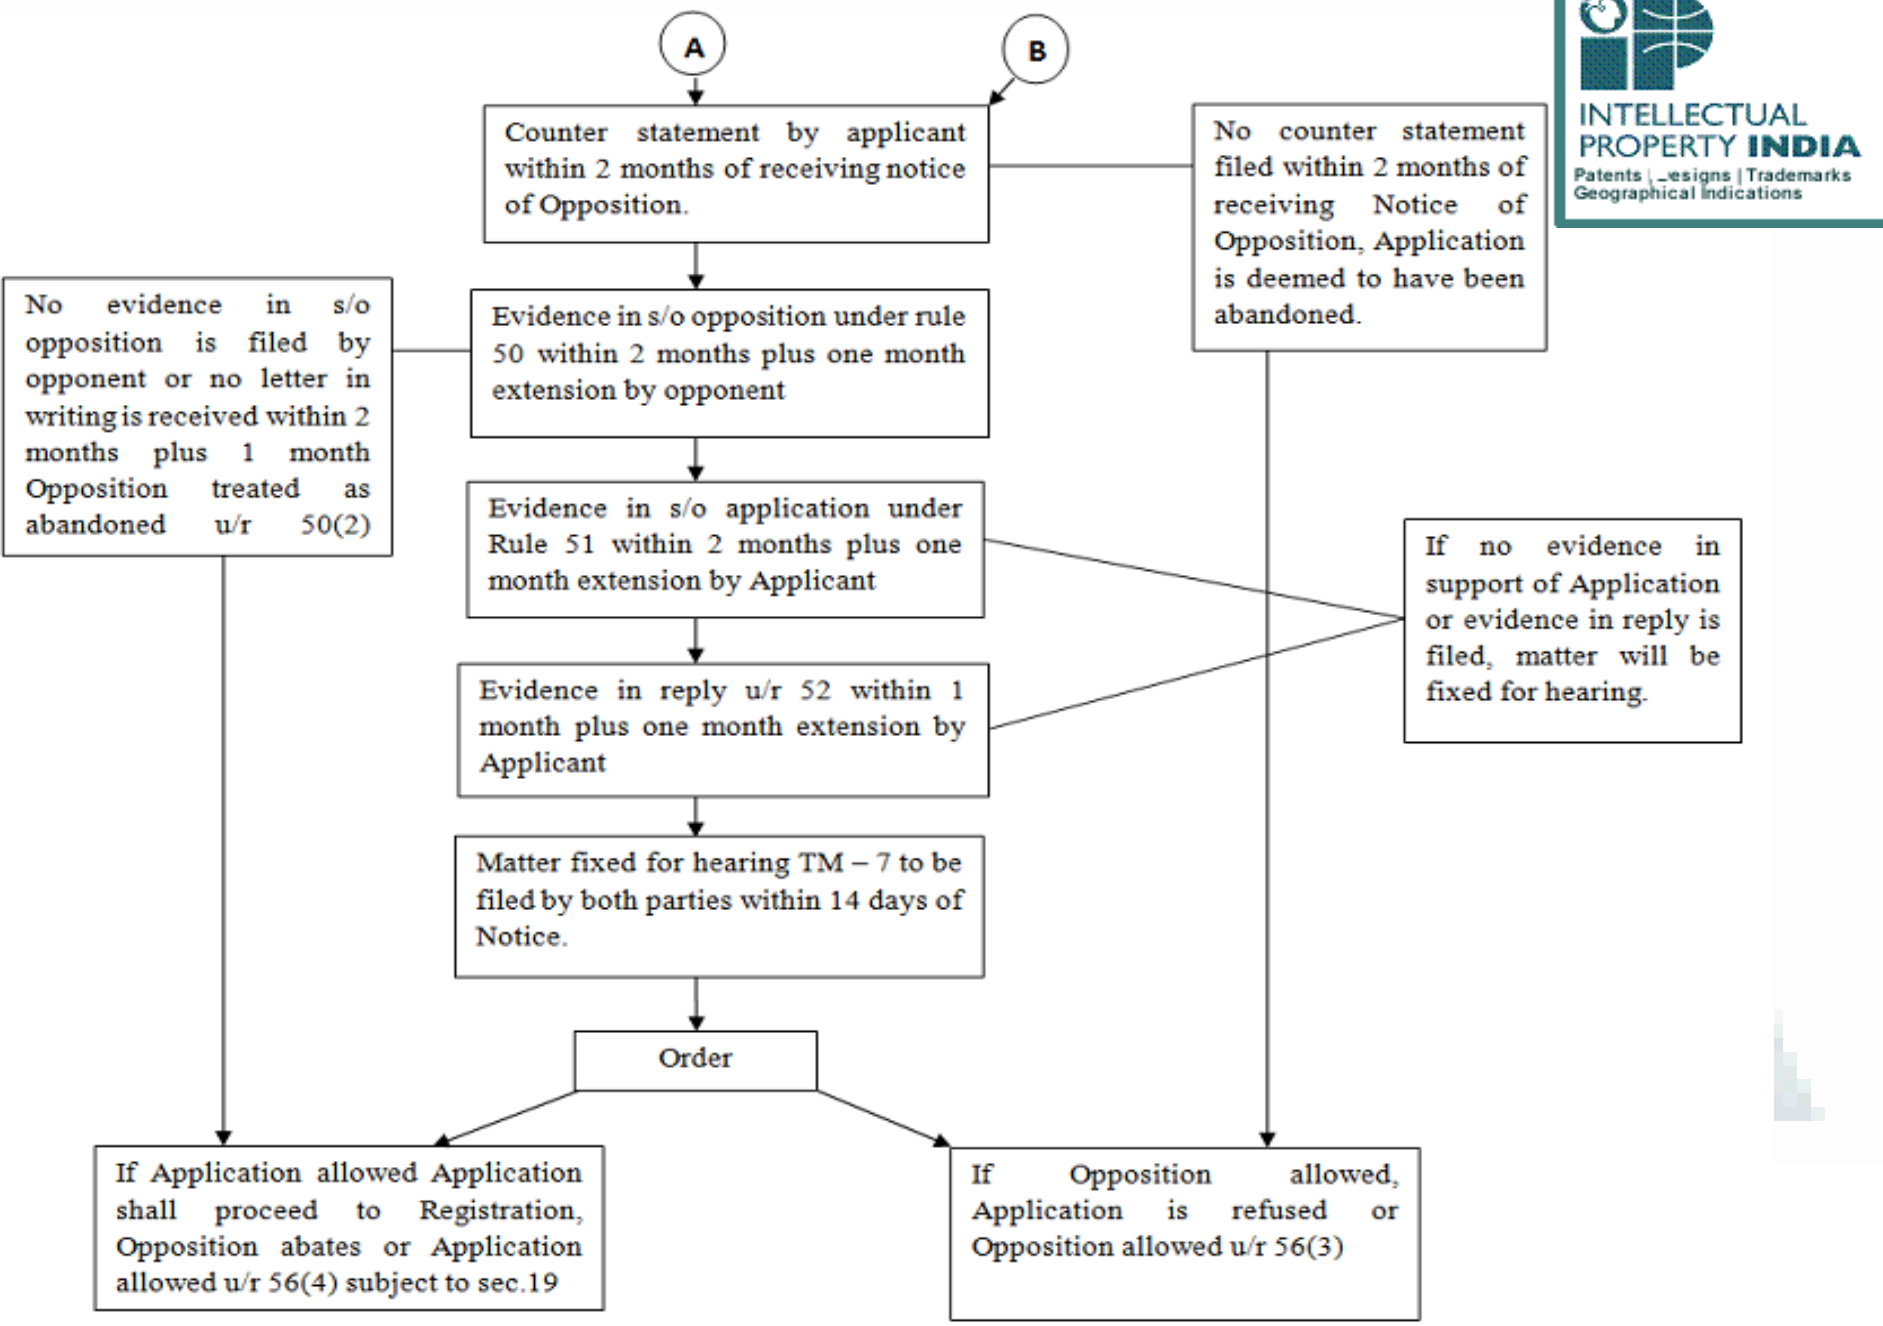 A
B
INTELLECTUAL
PROPERTY INDIA
Patents | esigns | Trademarks
Geographical Indications
Counter statement by applicant
within 2 months of receiving notice
of Opposition.
No counter statement
filed within 2 months of
receiving Notice of
Opposition, Application
is deemed to have been
abandoned.
No evidence in s/o
opposition is filed by
opponent or no letter in
writing is received within 2
months plus 1 month
Opposition treated as
abandoned u/r 50(2)
Evidence in s/o opposition under rule
50 within 2 months plus one month
extension by opponent
Evidence in s/o application under
Rule 51 within 2 months plus one
month extension by Applicant
If no evidence in
support of Application
or evidence in reply is
filed, matter will be
fixed for hearing.
Evidence in reply u/r 52 within 1
month plus one month extension by
Applicant
Matter fixed for hearing TM – 7 to be
filed by both parties within 14 days of
Notice.
Order
If Application allowed Application
shall proceed to Registration,
Opposition abates or Application
allowed u/r 56(4) subject to sec.19
If Opposition allowed,
Application is refused or
Opposition allowed u/r 56(3)